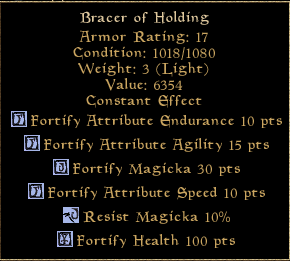 Bracer of Holding
Armor Rating: 17
Condition: 1018/1080
Weight: 3 (Light)
Value: 6354
Constant Effect
Fortify Attribute Endurance 10 pts
Fortify Attribute Agility 15 pts
Fortify Magicka 30 pts
Fortify Attribute Speed 10 pts
Resist Magicka 10%
Fortify Health 100 pts